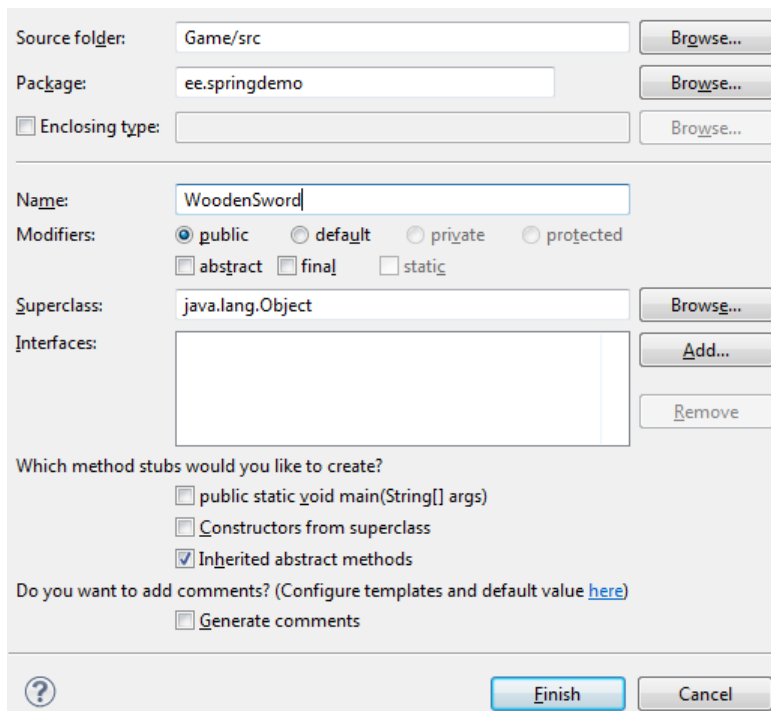 Source folder: Game/src Browse...
Package: ee.springdemo Browse...
Enclosing type: Browse...
Name: WoodenSword
Modifiers: public default private protected
abstract final static
Superclass: java.lang.Object Browse...
Interfaces: Add...
Remove
Which method stubs would you like to create?
public static void main(String[] args)
Constructors from superclass
Inherited abstract methods
Do you want to add comments? (Configure templates and default value here)
Generate comments
? Finish Cancel